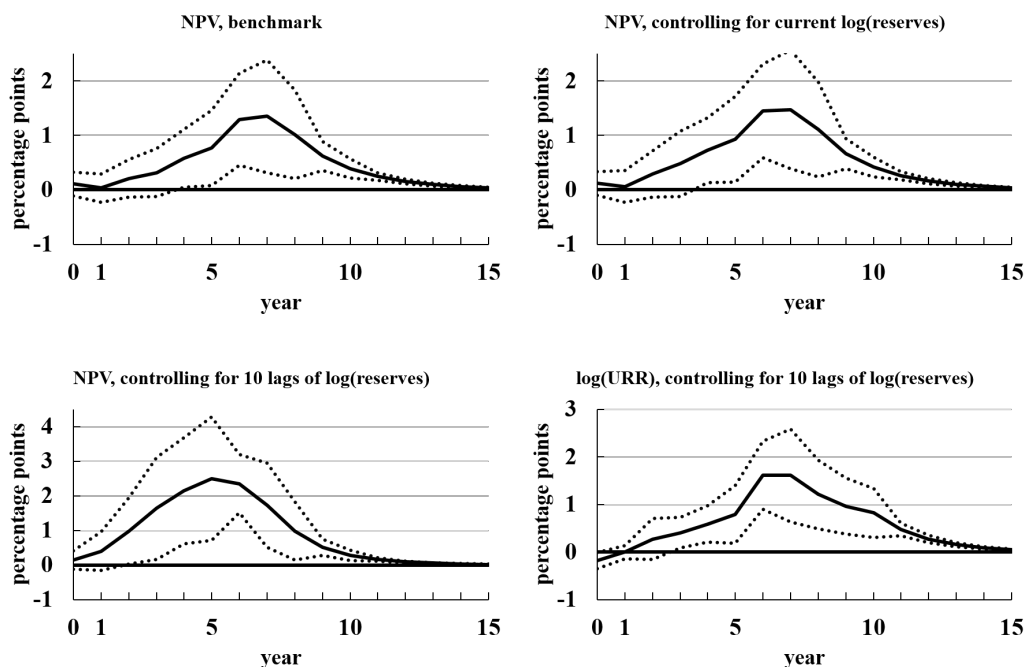 NPV, benchmark
percentage points
2
1
0
-1
0 1 5 10 15
year
NPV, controlling for current log(reserves)
percentage points
2
1
0
-1
0 1 5 10 15
year
NPV, controlling for 10 lags of log(reserves)
percentage points
4
3
2
1
0
-1
0 1 5 10 15
year
log(URR), controlling for 10 lags of log(reserves)
percentage points
3
2
1
0
-1
0 1 5 10 15
year